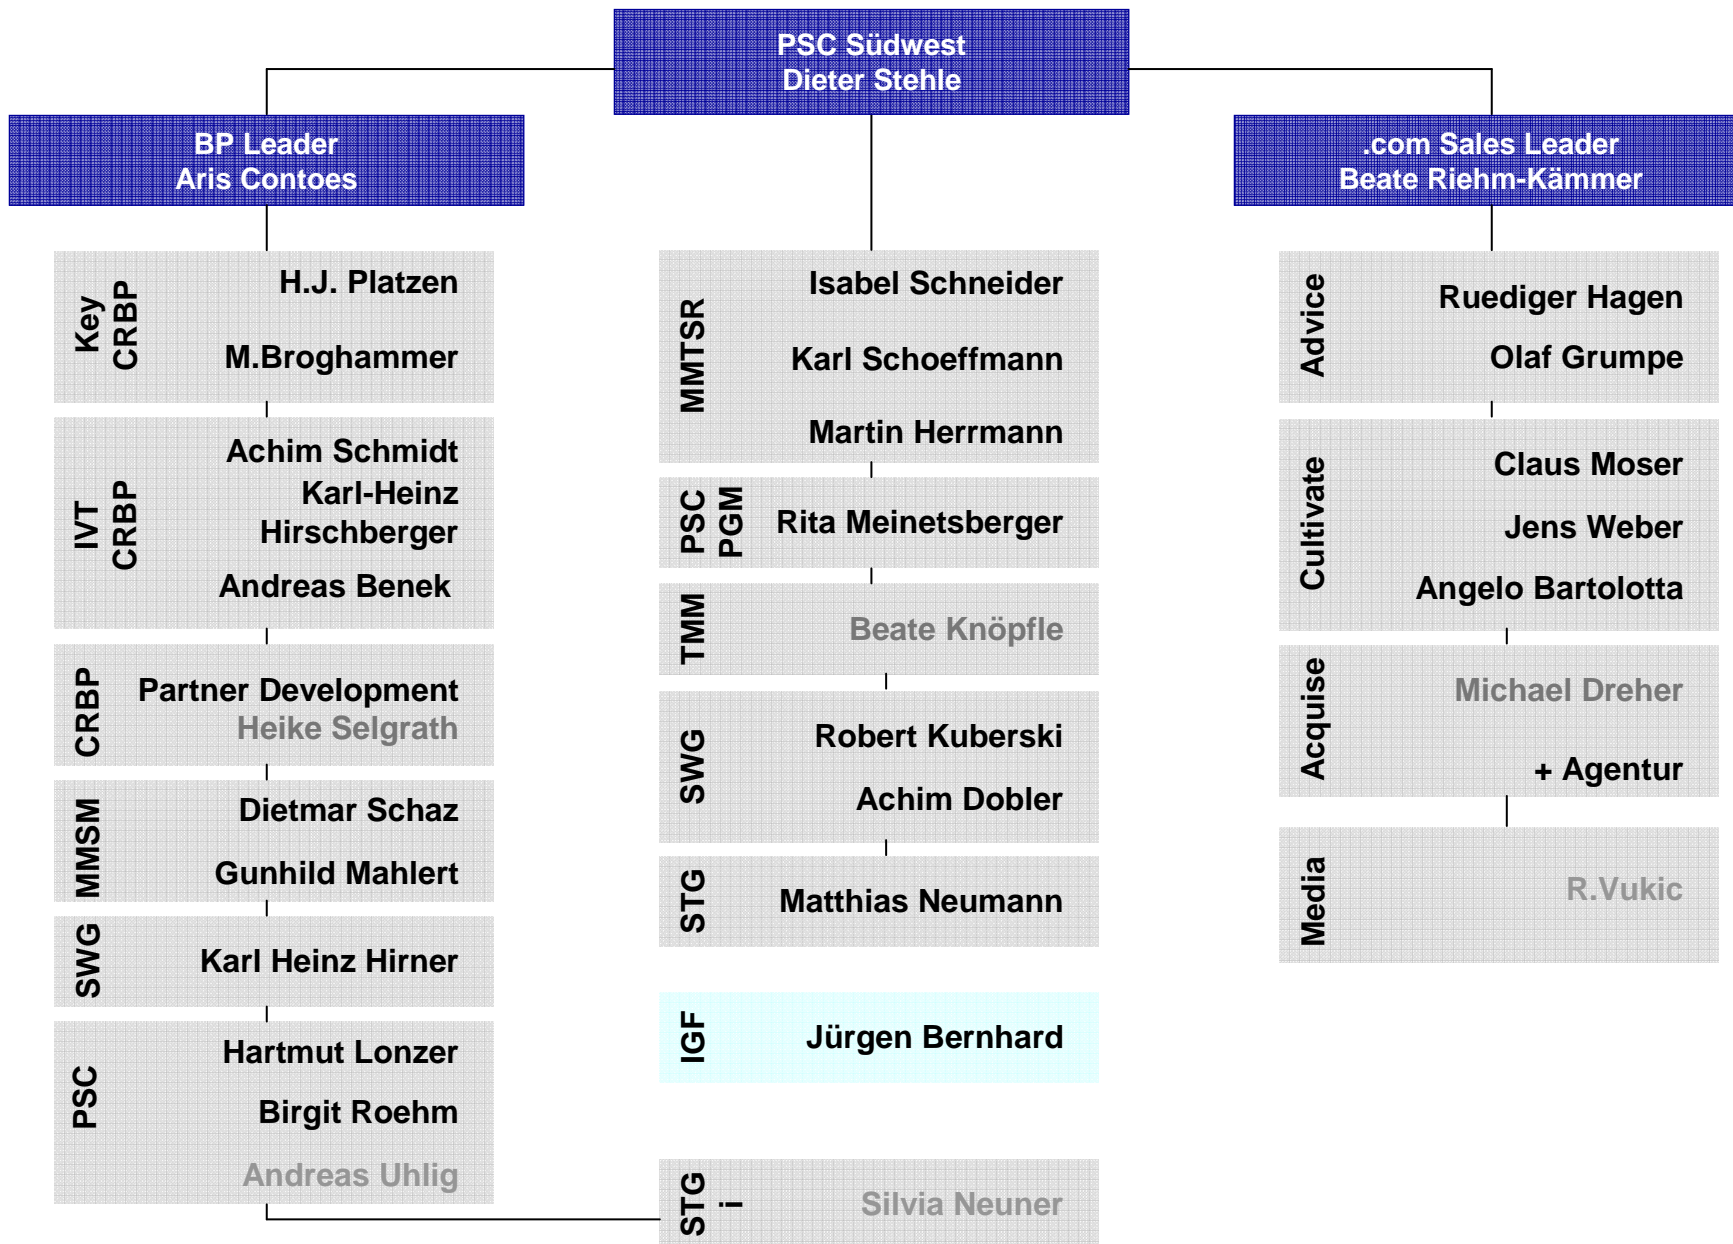 PSC Südwest
Dieter Stehle
BP Leader
Aris Contoes
.com Sales Leader
Beate Riehm-Kämmer
Key
CRBP
H.J. Platzen
M.Broghammer
IVT
CRBP
Achim Schmidt
Karl-Heinz
Hirschberger
Andreas Benek
CRBP
Partner Development
Heike Selgrath
MMSM
Dietmar Schaz
Gunhild Mahlert
SWG
Karl Heinz Hirner
PSC
Hartmut Lonzer
Birgit Roehm
Andreas Uhlig
MMTSR
Isabel Schneider
Karl Schoeffmann
Martin Herrmann
PSC
PGM
Rita Meinetsberger
TMM
Beate Knöpfle
SWG
Robert Kuberski
Achim Dobler
STG
Matthias Neumann
IGF
Jürgen Bernhard
STG
i
Silvia Neuner
Advice
Ruediger Hagen
Olaf Grumpe
Cultivate
Claus Moser
Jens Weber
Angelo Bartolotta
Acquise
Michael Dreher
+ Agentur
Media
R.Vukic